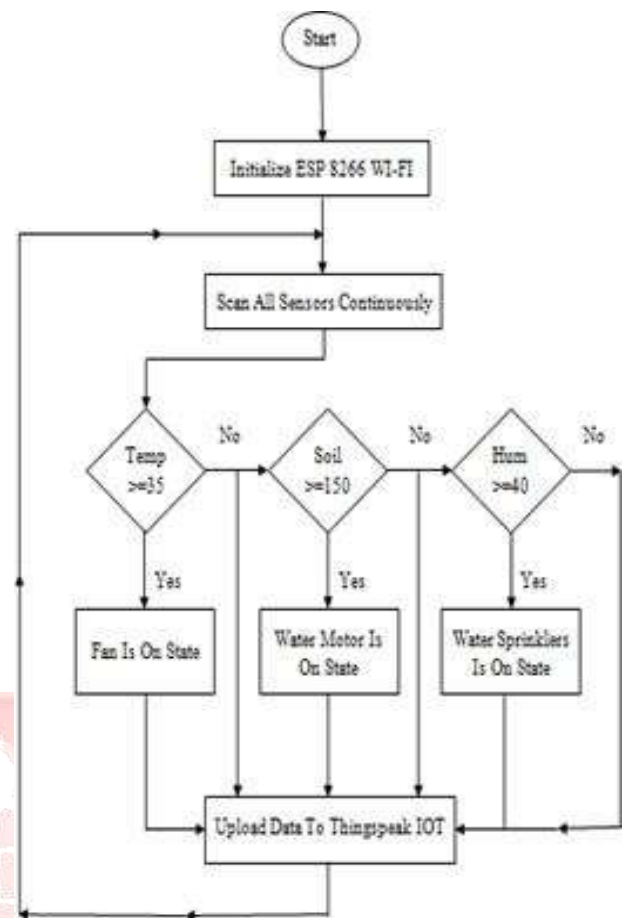 Start
Initialize ESP 8266 WI-FI
Scan All Sensors Continuously
Temp
>=35
No
Soil
>=150
No
Hum
>=40
No
Yes
Yes
Yes
Fan Is On State
Water Motor Is
On State
Water Sprinklers
Is On State
Upload Data To Thingspeak IOT